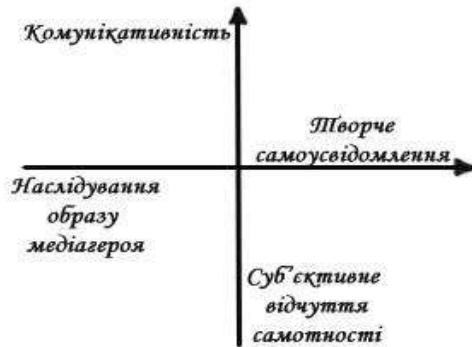 Комунікативність
Творче
самоусвідомлення
Наслідування
образу
медіагероя
Суб'єктивне
відчуття
самотності